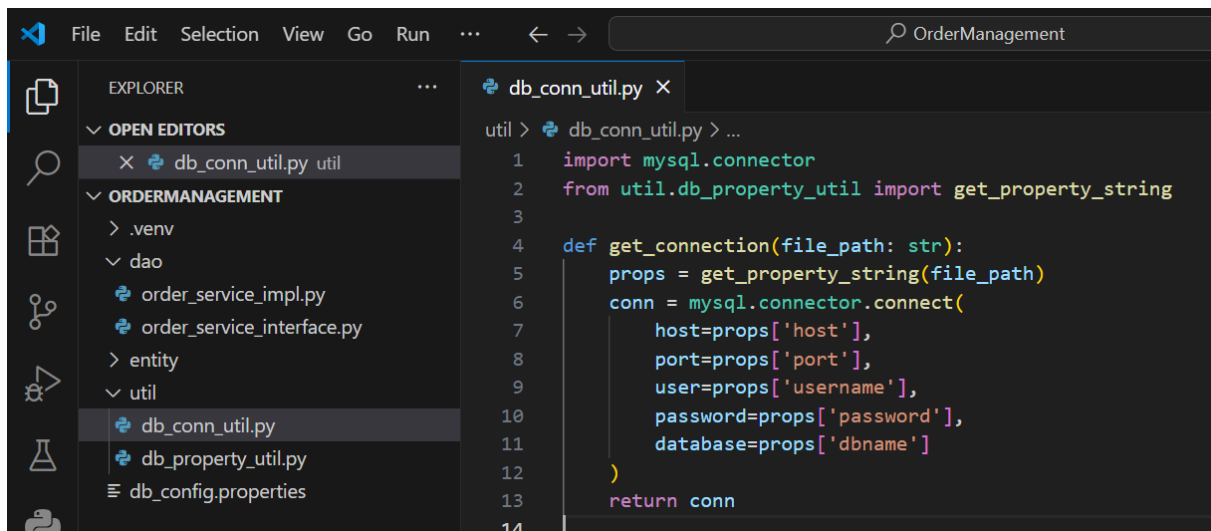 File Edit Selection View Go Run ... ← → OrderManagement
EXPLORER ...
OPEN EDITORS
db_conn_util.py util
ORDERMANAGEMENT
.venv
dao
order_service_impl.py
order_service_interface.py
entity
util
db_conn_util.py
db_property_util.py
db_config.properties
db_conn_util.py
util > db_conn_util.py > ...
1 import mysql.connector
2 from util.db_property_util import get_property_string
3
4 def get_connection(file_path: str):
5     props = get_property_string(file_path)
6     conn = mysql.connector.connect(
7         host=props['host'],
8         port=props['port'],
9         user=props['username'],
10         password=props['password'],
11         database=props['dbname']
12     )
13     return conn
14